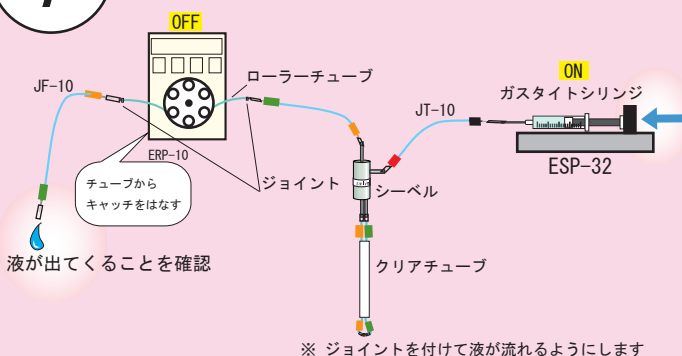 7
OFF
JF-10
ローラーチューブ
ERP-10
チューブから
キャッチをはなす
ジョイント
液が出てくることを確認
JT-10
シーベル
クリアチューブ
ON
ガスタイトシリンジ
ESP-32
※ ジョイントを付けて液が流れるようにします